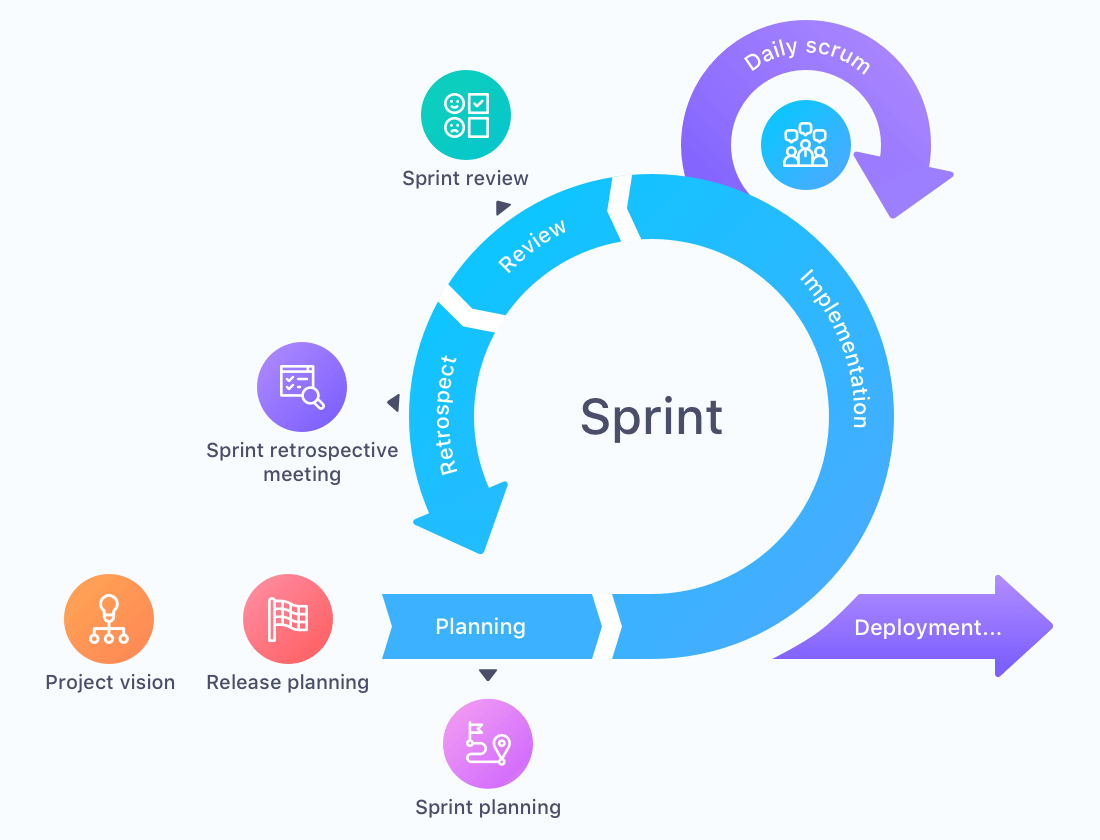 Daily scrum
Sprint review
Review
Implementation
Retrospect
Sprint
Sprint retrospective
meeting
Project vision
Release planning
Planning
Deployment...
Sprint planning